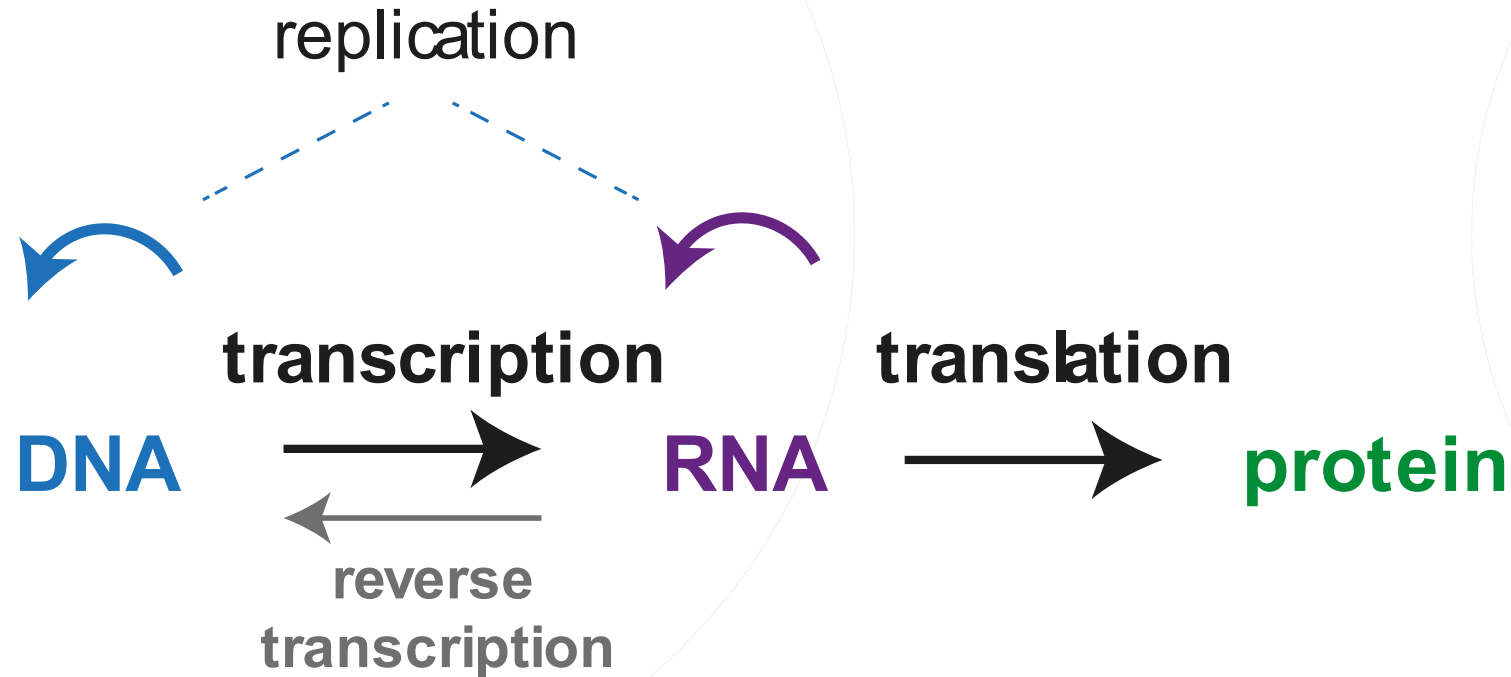 replication
transcription translation
DNA RNA protein
reverse
transcription